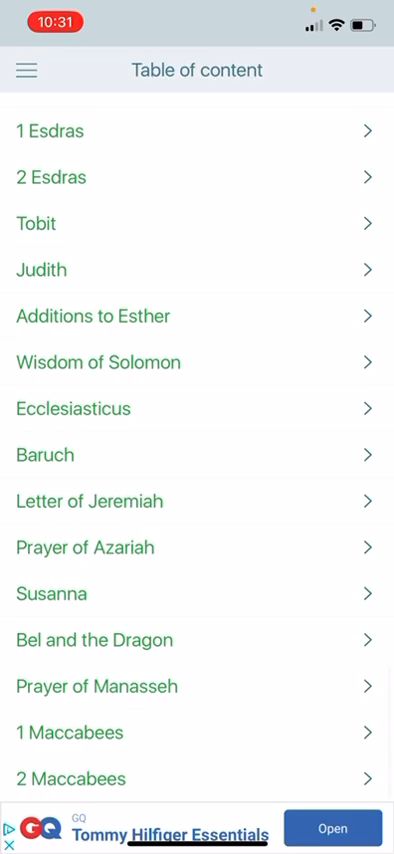 10:31
Table of content
1 Esdras
2 Esdras
Tobit
Judith
Additions to Esther
Wisdom of Solomon
Ecclesiasticus
Baruch
Letter of Jeremiah
Prayer of Azariah
Susanna
Bel and the Dragon
Prayer of Manasseh
1 Maccabees
2 Maccabees
GQ
GQ
Tommy Hilfiger Essentials
Open